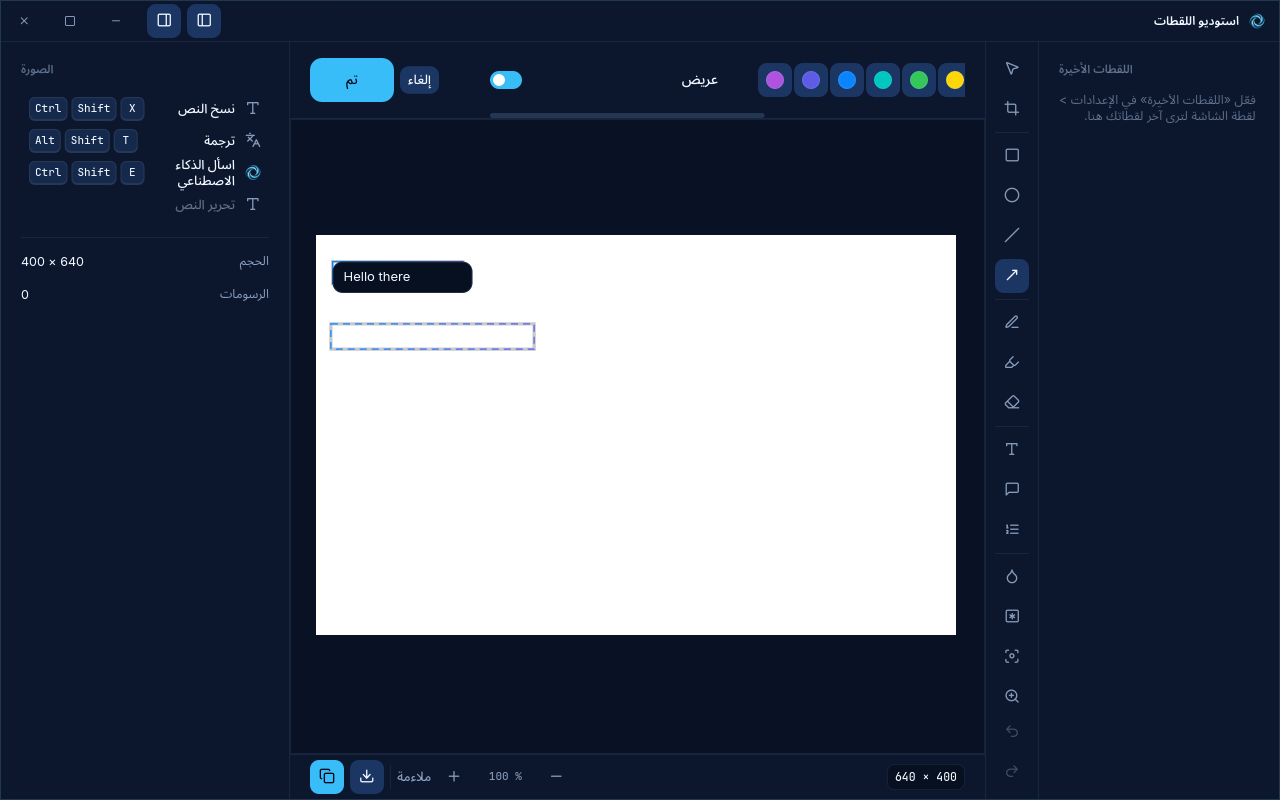 استوديو اللقطات
اللقطات الأخيرة
فعّل «اللقطات الأخيرة» في الإعدادات >
لقطة الشاشة لترى آخر لقطاتك هنا.
عريض
إلغاء
تم
Hello there
640 × 400
100 %
ملاءمة
الصورة
نسخ النص
Ctrl Shift X
ترجمة
Alt Shift T
اسأل الذكاء
الاصطناعي
Ctrl Shift E
تحرير النص
الحجم
400 × 640
الرسومات
0